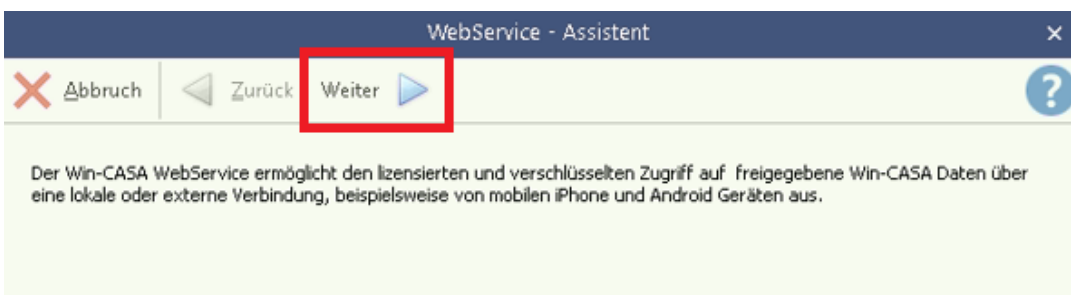 WebService - Assistent
Abbruch Zurück Weiter
Der Win-CASA WebService ermöglicht den lizensierten und verschlüsselten Zugriff auf freigegebene Win-CASA Daten über
eine lokale oder externe Verbindung, beispielsweise von mobilen iPhone und Android Geräten aus.